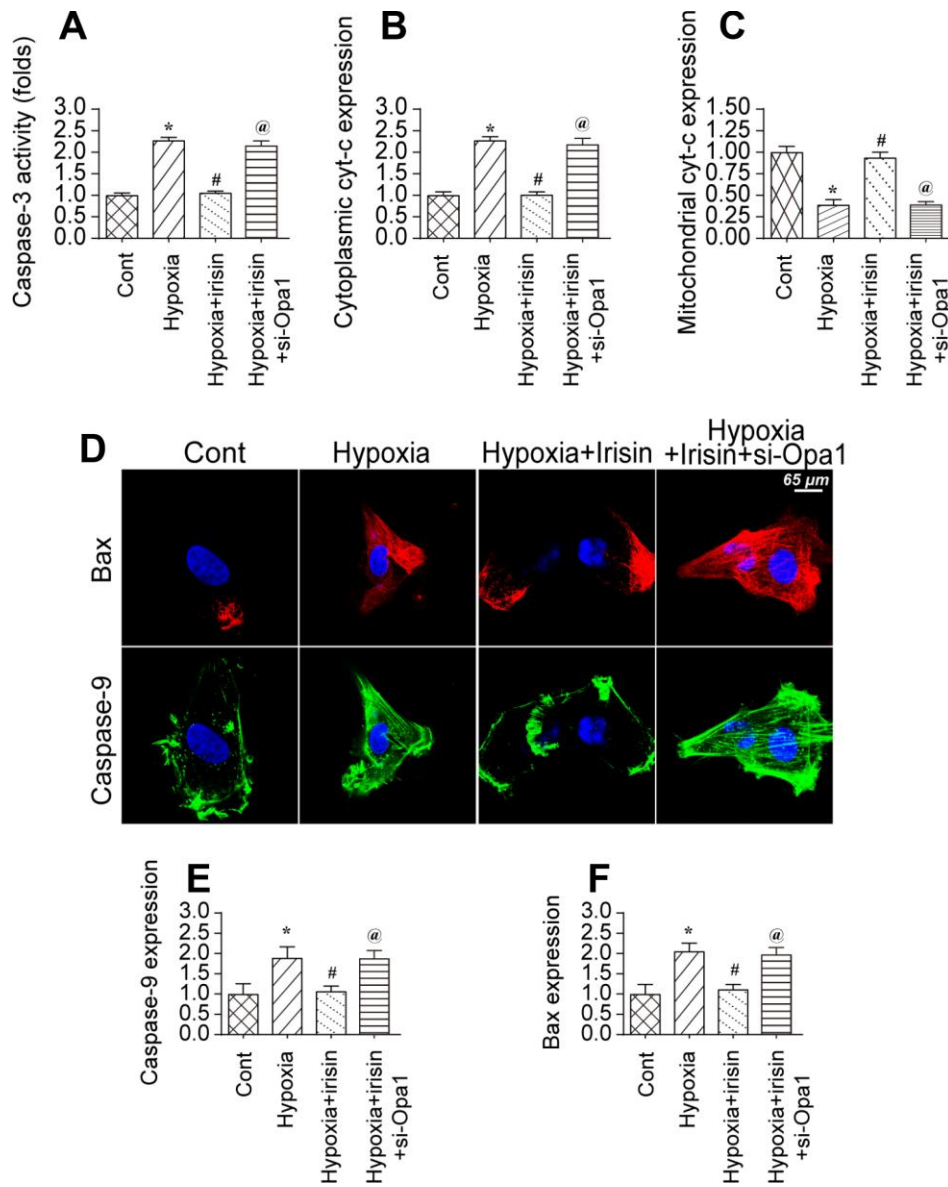 A
Caspase-3 activity (folds)
3.0
2.5
2.0
1.5
1.0
0.5
0.0
*
#
@
Cont
Hypoxia
Hypoxia+irisin
Hypoxia+irisin
+si-Opa1
B
Cytoplasmic cyt-c expression
3.0
2.5
2.0
1.5
1.0
0.5
0.0
*
#
@
Cont
Hypoxia
Hypoxia+irisin
Hypoxia+irisin
+si-Opa1
C
Mitochondrial cyt-c expression
1.50
1.25
1.00
0.75
0.50
0.25
0.00
*
#
@
Cont
Hypoxia
Hypoxia+irisin
Hypoxia+irisin
+si-Opa1
D
Cont
Hypoxia
Hypoxia+Irisin
Hypoxia
+Irisin+si-Opa1
65 µm
Bax
Caspase-9
E
Caspase-9 expression
3.0
2.5
2.0
1.5
1.0
0.5
0.0
*
#
@
Cont
Hypoxia
Hypoxia+irisin
Hypoxia+irisin
+si-Opa1
F
Bax expression
3.0
2.5
2.0
1.5
1.0
0.5
0.0
*
#
@
Cont
Hypoxia
Hypoxia+irisin
Hypoxia+irisin
+si-Opa1